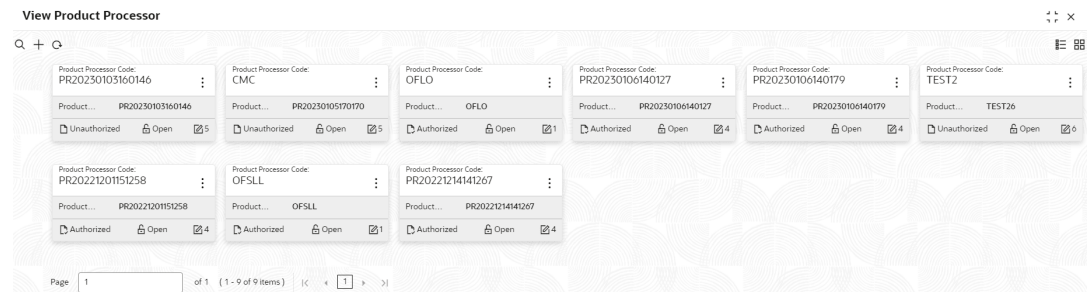 View Product Processor
Product Processor Code:
PR20230103160146
Product... PR20230103160146
Unauthorized Open 5
Product Processor Code:
CMC
Product... PR20230105170170
Unauthorized Open 5
Product Processor Code:
OFLO
Product... OFLO
Authorized Open 1
Product Processor Code:
PR20230106140127
Product... PR20230106140127
Authorized Open 4
Product Processor Code:
PR20230106140179
Product... PR20230106140179
Authorized Open 4
Product Processor Code:
TEST2
Product... TEST26
Unauthorized Open 6
Product Processor Code:
PR20221201151258
Product... PR20221201151258
Authorized Open 4
Product Processor Code:
OFSLL
Product... OFSLL
Authorized Open 1
Product Processor Code:
PR20221214141267
Product... PR20221214141267
Authorized Open 4
Page 1 of 1 (1 - 9 of 9 items) 1